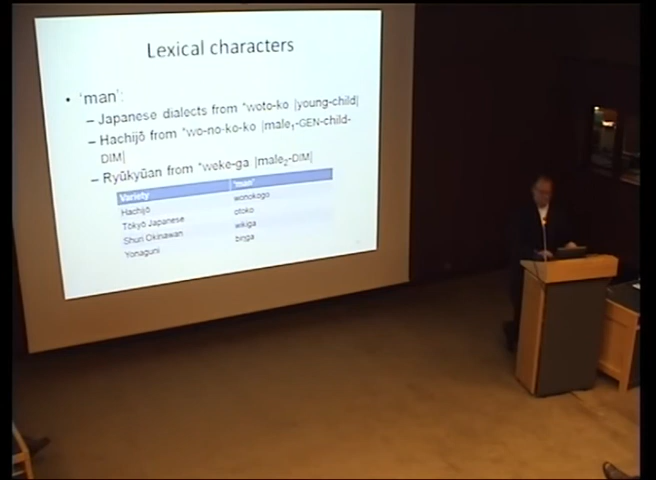 Lexical characters
• ‘man’:
– Japanese dialects from *woto-ko |young-child|
– Hachijō from *wo-no-ko-ko |male₁-GEN-child-
DIM|
– Ryūkyūan from *weke-ga |male₂-DIM|
Variety ‘man’
Hachijō wonokogo
Tōkyō Japanese otoko
Shuri Okinawan wikiga
Yonaguni binga